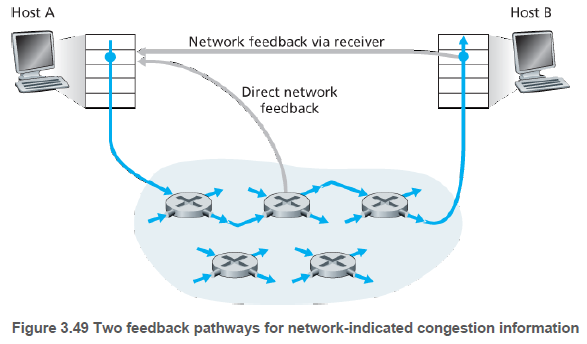 Host A
Host B
Network feedback via receiver
Direct network
feedback
Figure 3.49 Two feedback pathways for network-indicated congestion information